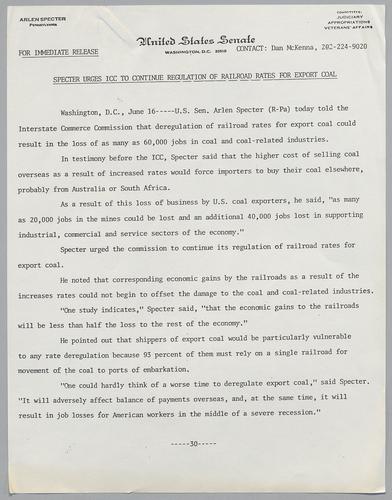 ARLEN SPECTER
PENNSYLVANIA
COMMITTEES:
JUDICIARY
APPROPRIATIONS
VETERANS' AFFAIRS
United States Senate
WASHINGTON, D.C. 20510
FOR IMMEDIATE RELEASE
CONTACT: Dan McKenna, 202-224-9020
SPECTER URGES ICC TO CONTINUE REGULATION OF RAILROAD RATES FOR EXPORT COAL
Washington, D.C., June 16-----U.S. Sen. Arlen Specter (R-Pa) today told the
Interstate Commerce Commission that deregulation of railroad rates for export coal could
result in the loss of as many as 60,000 jobs in coal and coal-related industries.
In testimony before the ICC, Specter said that the higher cost of selling coal
overseas as a result of increased rates would force importers to buy their coal elsewhere,
probably from Australia or South Africa.
As a result of this loss of business by U.S. coal exporters, he said, "as many
as 20,000 jobs in the mines could be lost and an additional 40,000 jobs lost in supporting
industrial, commercial and service sectors of the economy."
Specter urged the commission to continue its regulation of railroad rates for
export coal.
He noted that corresponding economic gains by the railroads as a result of the
increases rates could not begin to offset the damage to the coal and coal-related industries.
"One study indicates," Specter said, "that the economic gains to the railroads
will be less than half the loss to the rest of the economy."
He pointed out that shippers of export coal would be particularly vulnerable
to any rate deregulation because 93 percent of them must rely on a single railroad for
movement of the coal to ports of embarkation.
"One could hardly think of a worse time to deregulate export coal," said Specter.
"It will adversely affect balance of payments overseas, and, at the same time, it will
result in job losses for American workers in the middle of a severe recession."
-----30-----